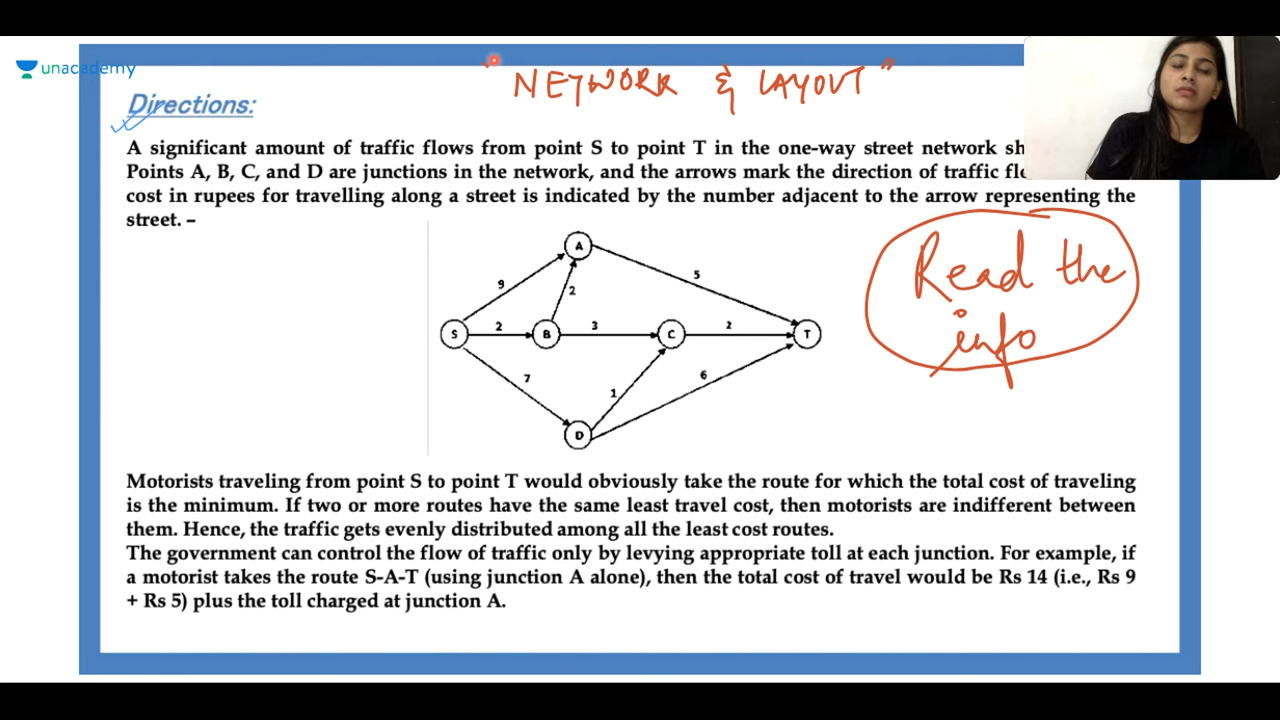 unacademy
"NETWORK & LAYOUT"
Directions:
A significant amount of traffic flows from point S to point T in the one-way street network
Points A, B, C, and D are junctions in the network, and the arrows mark the direction of traffic
cost in rupees for travelling along a street is indicated by the number adjacent to the arrow representing the
street. –
Read the
info
A
9
2
5
S
2
B
3
C
2
T
7
1
6
D
Motorists traveling from point S to point T would obviously take the route for which the total cost of traveling
is the minimum. If two or more routes have the same least travel cost, then motorists are indifferent between
them. Hence, the traffic gets evenly distributed among all the least cost routes.
The government can control the flow of traffic only by levying appropriate toll at each junction. For example, if
a motorist takes the route S-A-T (using junction A alone), then the total cost of travel would be Rs 14 (i.e., Rs 9
+ Rs 5) plus the toll charged at junction A.